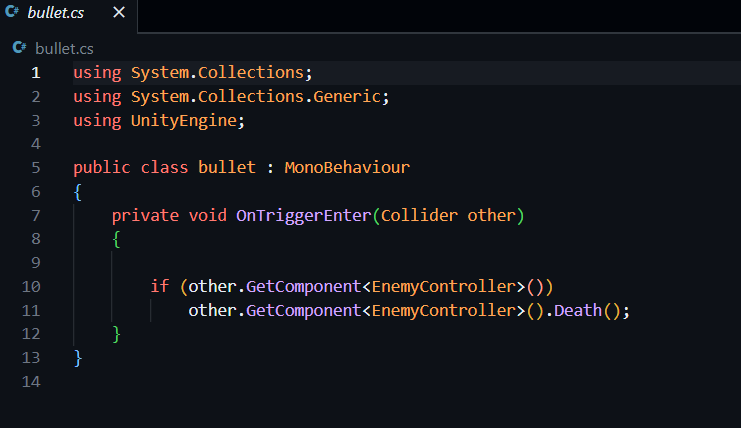 bullet.cs
bullet.cs
1 using System.Collections;
2 using System.Collections.Generic;
3 using UnityEngine;
4
5 public class bullet : MonoBehaviour
6 {
7     private void OnTriggerEnter(Collider other)
8     {
9
10         if (other.GetComponent<EnemyController>())
11             other.GetComponent<EnemyController>().Death();
12     }
13 }
14